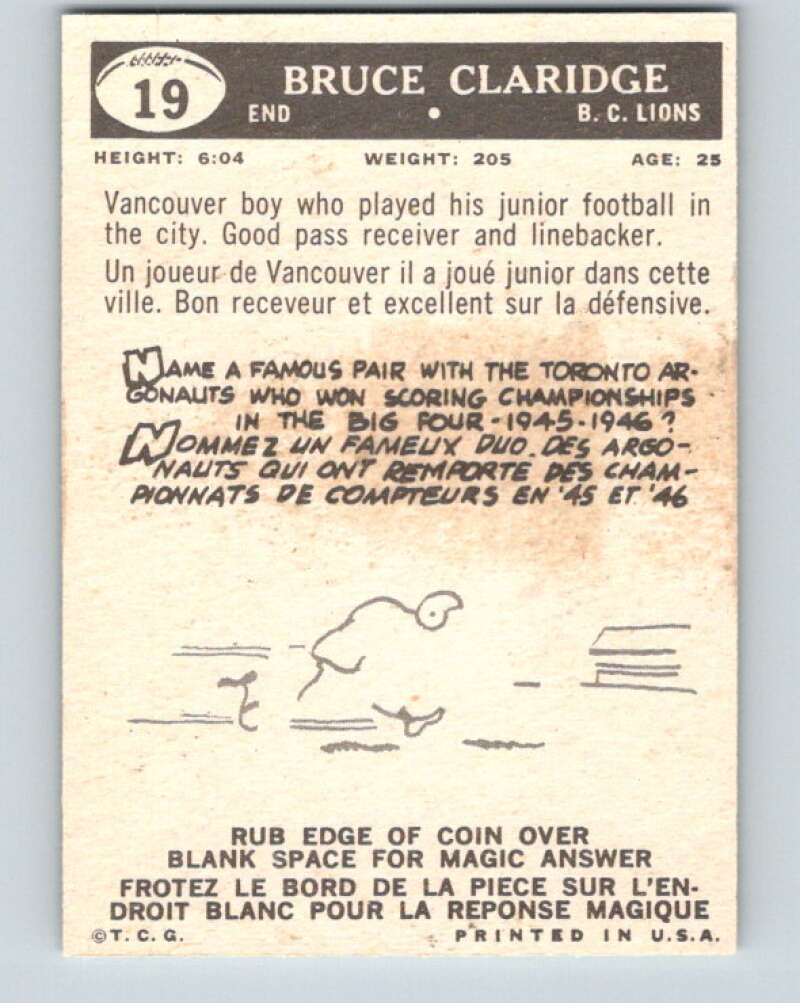 19
BRUCE CLARIDGE
END • B. C. LIONS
HEIGHT: 6:04 WEIGHT: 205 AGE: 25
Vancouver boy who played his junior football in
the city. Good pass receiver and linebacker.
Un joueur de Vancouver il a joué junior dans cette
ville. Bon receveur et excellent sur la défensive.
NAME A FAMOUS PAIR WITH THE TORONTO AR-
GONAUTS WHO WON SCORING CHAMPIONSHIPS
IN THE BIG FOUR-1945-1946?
NOMMEZ UN FAMEUX DUO. DES ARGO-
NAUTS QUI ONT REMPORTE DES CHAM-
PIONNATS DE COMPTEURS EN '45 ET '46
RUB EDGE OF COIN OVER
BLANK SPACE FOR MAGIC ANSWER
FROTEZ LE BORD DE LA PIECE SUR L'EN-
DROIT BLANC POUR LA REPONSE MAGIQUE
©T. C. G. PRINTED IN U.S.A.